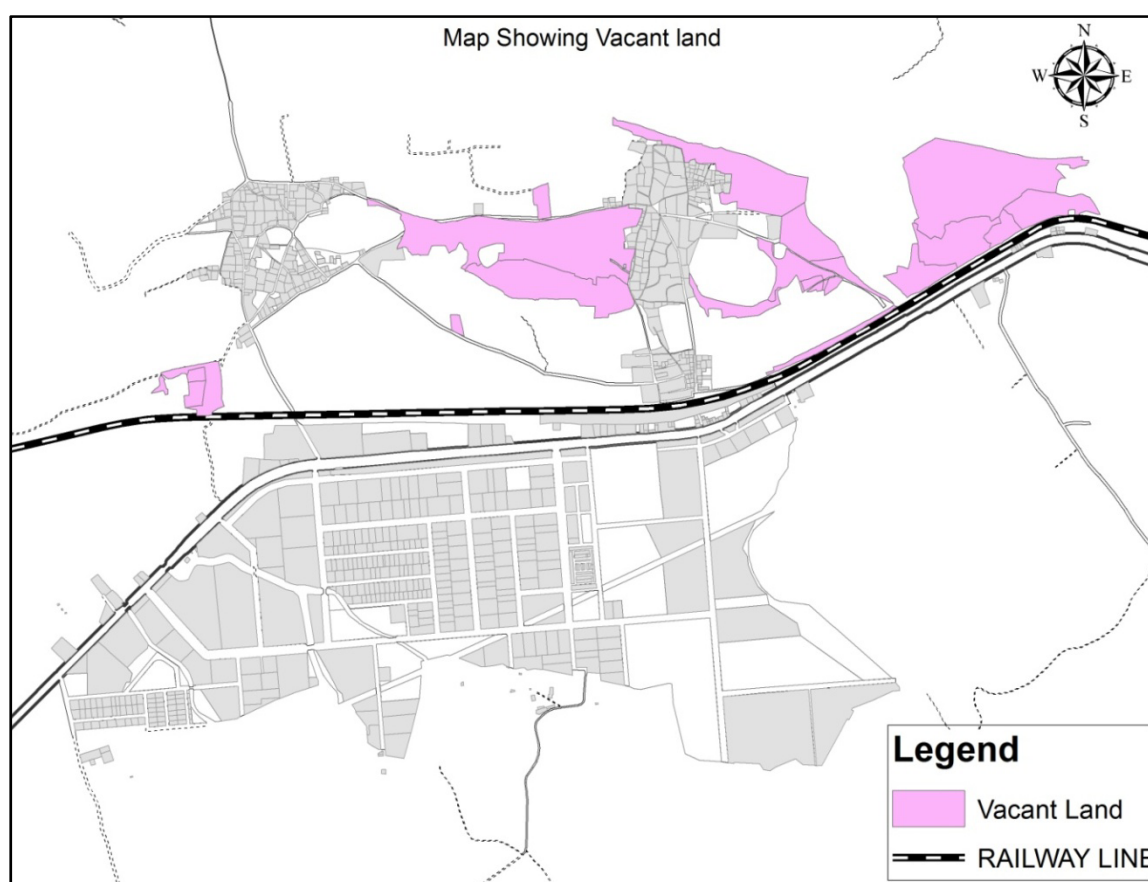 Map Showing Vacant land
N
W
E
S
Legend
Vacant Land
RAILWAY LINE